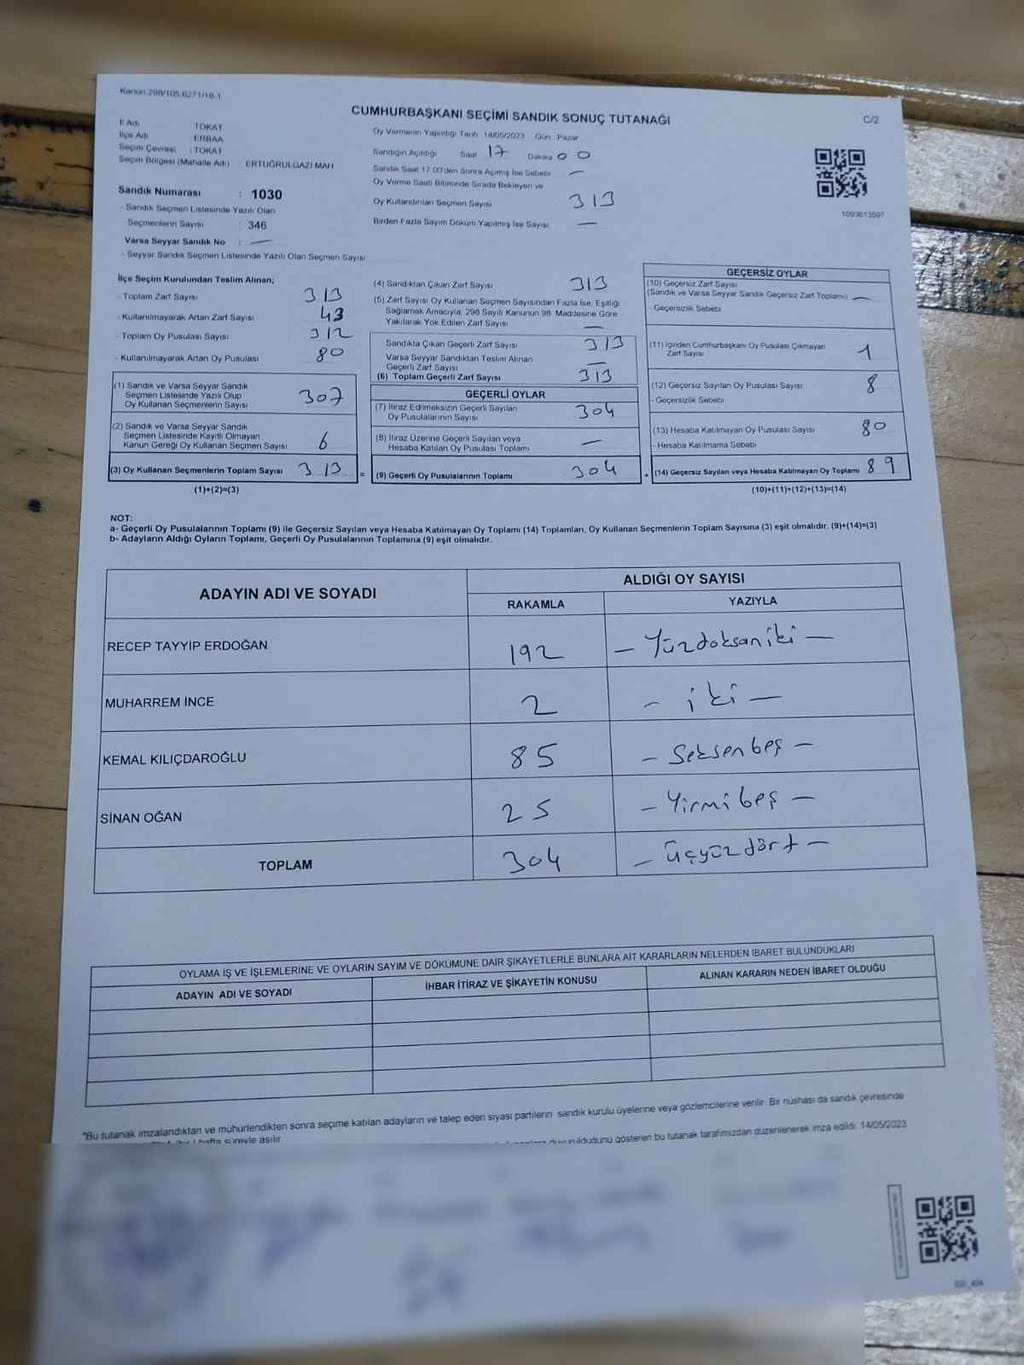 Kanun:298/105,6271/18-1
CUMHURBAŞKANI SEÇİMİ SANDIK SONUÇ TUTANAĞI
C/2
İl Adı : TOKAT
İlçe Adı : ERBAA
Seçim Çevresi : TOKAT
Seçim Bölgesi (Mahalle Adı) : ERTUĞRULGAZİ MAH
Sandık Numarası : 1030
- Sandık Seçmen Listesinde Yazılı Olan
Seçmenlerin Sayısı : 346
Varsa Seyyar Sandık No : —
- Seyyar Sandık Seçmen Listesinde Yazılı Olan Seçmen Sayısı
Oy Vermenin Yapıldığı Tarih 14/05/2023 Gün Pazar
Sandığın Açıldığı Saat 17 Dakika 00
Sandık Saat 17:00'den Sonra Açılmış İse Sebebi —
Oy Verme Saati Bitiminde Sırada Bekleyen ve
Oy Kullandırılan Seçmen Sayısı 313
Birden Fazla Sayım Döküm Yapılmış İse Sayısı —
1093613597
İlçe Seçim Kurulundan Teslim Alınan;
- Toplam Zarf Sayısı 313
- Kullanılmayarak Artan Zarf Sayısı 43
- Toplam Oy Pusulası Sayısı 312
- Kullanılmayarak Artan Oy Pusulası 80
(1) Sandık ve Varsa Seyyar Sandık
Seçmen Listesinde Yazılı Olup
Oy Kullanan Seçmenlerin Sayısı 307
(2) Sandık ve Varsa Seyyar Sandık
Seçmen Listesinde Kayıtlı Olmayan
Kanun Gereği Oy Kullanan Seçmen Sayısı 6
(3) Oy Kullanan Seçmenlerin Toplam Sayısı 313 =
(1)+(2)=(3)
(4) Sandıktan Çıkan Zarf Sayısı 313
(5) Zarf Sayısı Oy Kullanan Seçmen Sayısından Fazla İse, Eşitliği
Sağlamak Amacıyla, 298 Sayılı Kanunun 98. Maddesine Göre
Yakılarak Yok Edilen Zarf Sayısı —
Sandıkta Çıkan Geçerli Zarf Sayısı 313
Varsa Seyyar Sandıktan Teslim Alınan
Geçerli Zarf Sayısı —
(6) Toplam Geçerli Zarf Sayısı 313
GEÇERLİ OYLAR
(7) İtiraz Edilmeksizin Geçerli Sayılan
Oy Pusulalarının Sayısı 304
(8) İtiraz Üzerine Geçerli Sayılan veya
Hesaba Katılan Oy Pusulası Toplamı —
(9) Geçerli Oy Pusulalarının Toplamı 304 +
GEÇERSİZ OYLAR
(10) Geçersiz Zarf Sayısı
(Sandık ve Varsa Seyyar Sandık Geçersiz Zarf Toplamı) —
- Geçersizlik Sebebi
(11) İçinden Cumhurbaşkanı Oy Pusulası Çıkmayan
Zarf Sayısı 1
(12) Geçersiz Sayılan Oy Pusulası Sayısı 8
- Geçersizlik Sebebi
(13) Hesaba Katılmayan Oy Pusulası Sayısı 80
- Hesaba Katılmama Sebebi
(14) Geçersiz Sayılan veya Hesaba Katılmayan Oy Toplamı 89
(10)+(11)+(12)+(13)=(14)
NOT:
a- Geçerli Oy Pusulalarının Toplamı (9) ile Geçersiz Sayılan veya Hesaba Katılmayan Oy Toplamı (14) Toplamları, Oy Kullanan Seçmenlerin Toplam Sayısına (3) eşit olmalıdır. (9)+(14)=(3)
b- Adayların Aldığı Oyların Toplamı, Geçerli Oy Pusulalarının Toplamına (9) eşit olmalıdır.
ADAYIN ADI VE SOYADI
ALDIĞI OY SAYISI
RAKAMLA YAZIYLA
RECEP TAYYİP ERDOĞAN 192 - Yüzdoksaniki -
MUHARREM İNCE 2 - iki -
KEMAL KILIÇDAROĞLU 85 - Seksenbeş -
SİNAN OĞAN 25 - Yirmibeş -
TOPLAM 304 - Üçyüzdört -
OYLAMA İŞ VE İŞLEMLERİNE VE OYLARIN SAYIM VE DÖKÜMÜNE DAİR ŞİKAYETLERLE BUNLARA AİT KARARLARIN NELERDEN İBARET BULUNDUKLARI
ADAYIN ADI VE SOYADI
İHBAR İTİRAZ VE ŞİKAYETİN KONUSU
ALINAN KARARIN NEDEN İBARET OLDUĞU
*Bu tutanak imzalandıktan ve mühürlendikten sonra seçime katılan adayların ve talep eden siyasi partilerin sandık kurulu üyelerine veya gözlemcilerine verilir. Bir nüshası da sandık çevresinde
hafta süreyle asılır. duyurulduğunu gösteren bu tutanak tarafımızdan düzenlenerek imza edildi. 14/05/2023